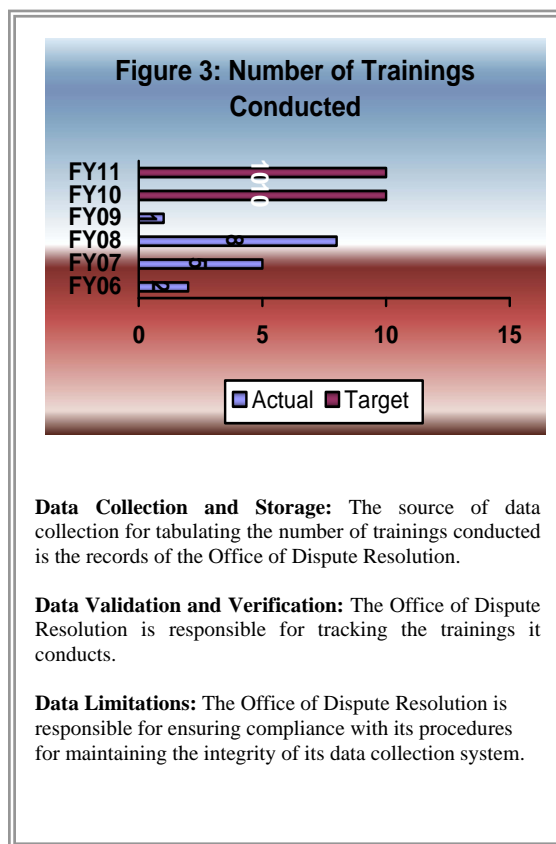 Figure 3: Number of Trainings
Conducted
FY11
10
FY10
10
FY09
1
FY08
8
FY07
5
FY06
2
0 5 10 15
Actual Target
Data Collection and Storage: The source of data
collection for tabulating the number of trainings conducted
is the records of the Office of Dispute Resolution.
Data Validation and Verification: The Office of Dispute
Resolution is responsible for tracking the trainings it
conducts.
Data Limitations: The Office of Dispute Resolution is
responsible for ensuring compliance with its procedures
for maintaining the integrity of its data collection system.